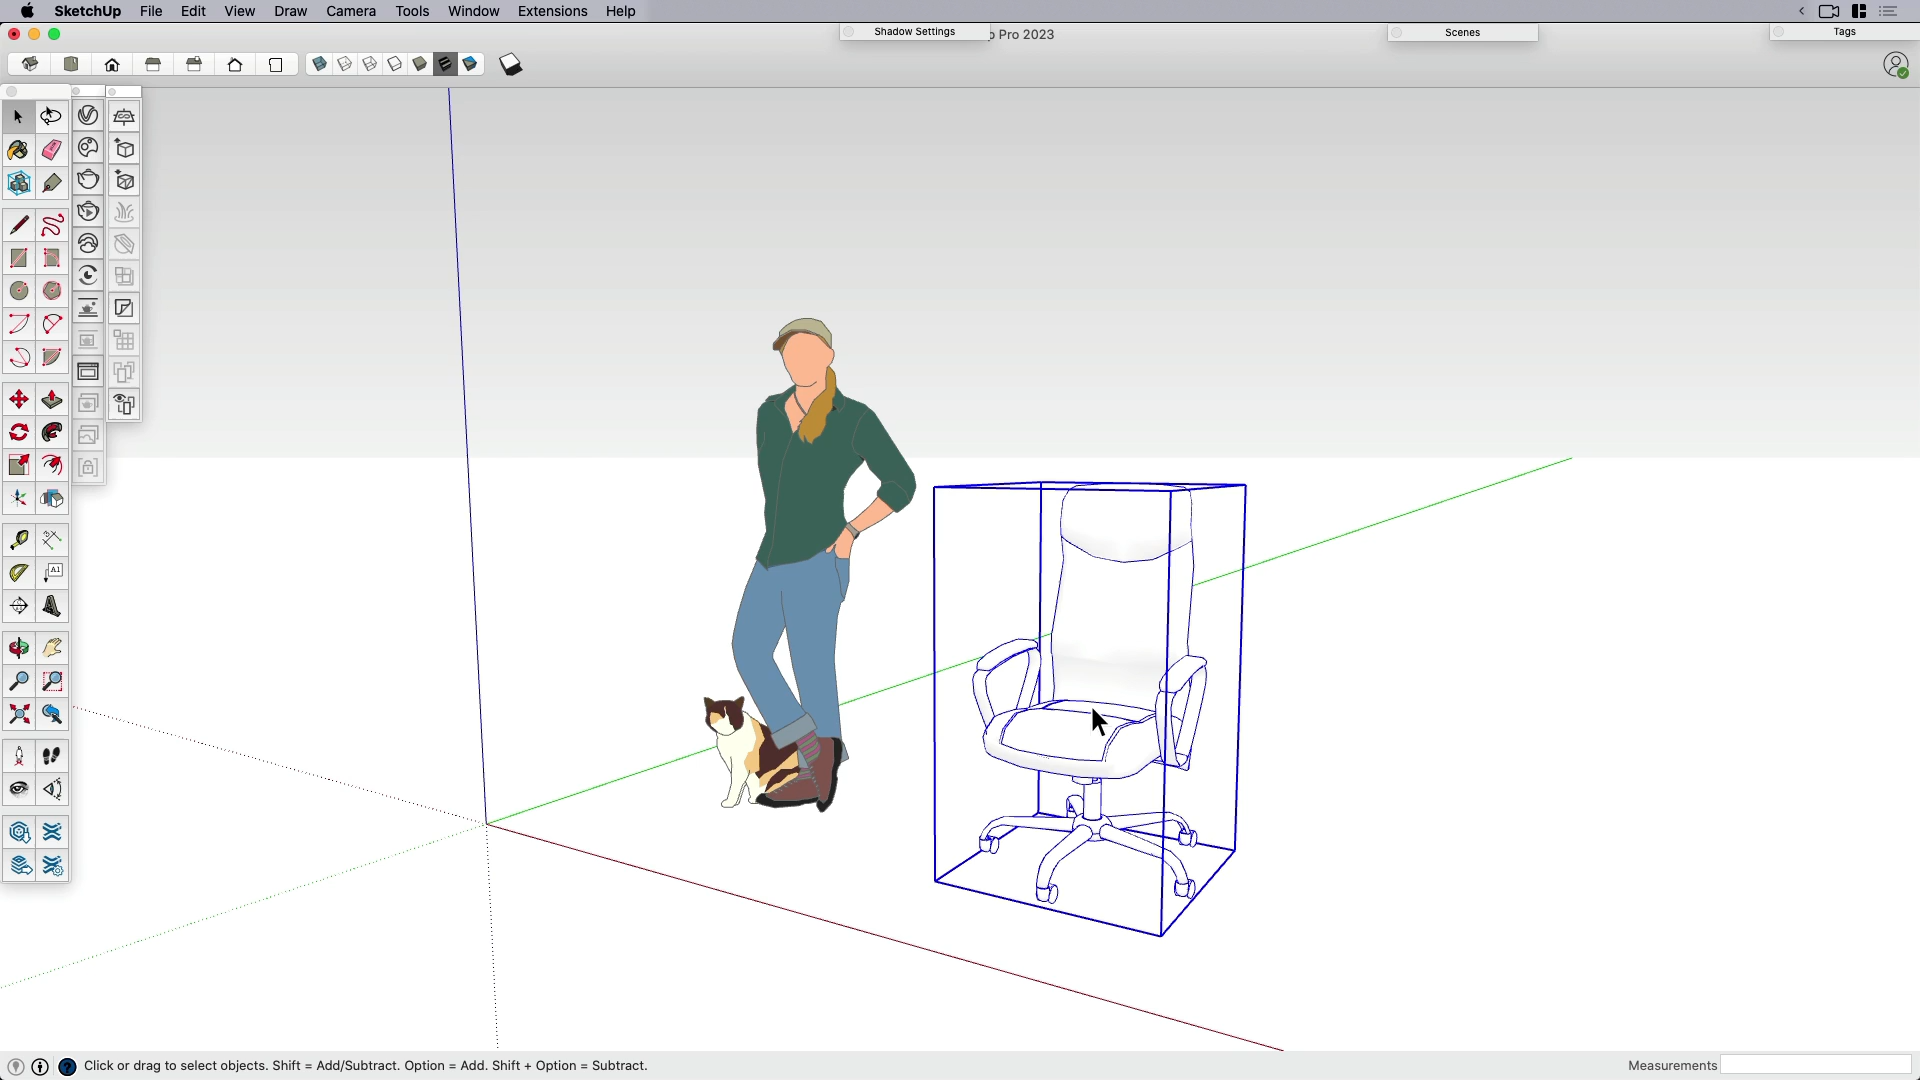 SketchUp File Edit View Draw Camera Tools Window Extensions Help
Shadow Settings
Pro 2023
Scenes
Tags
A1
Click or drag to select objects. Shift = Add/Subtract. Option = Add. Shift + Option = Subtract.
Measurements